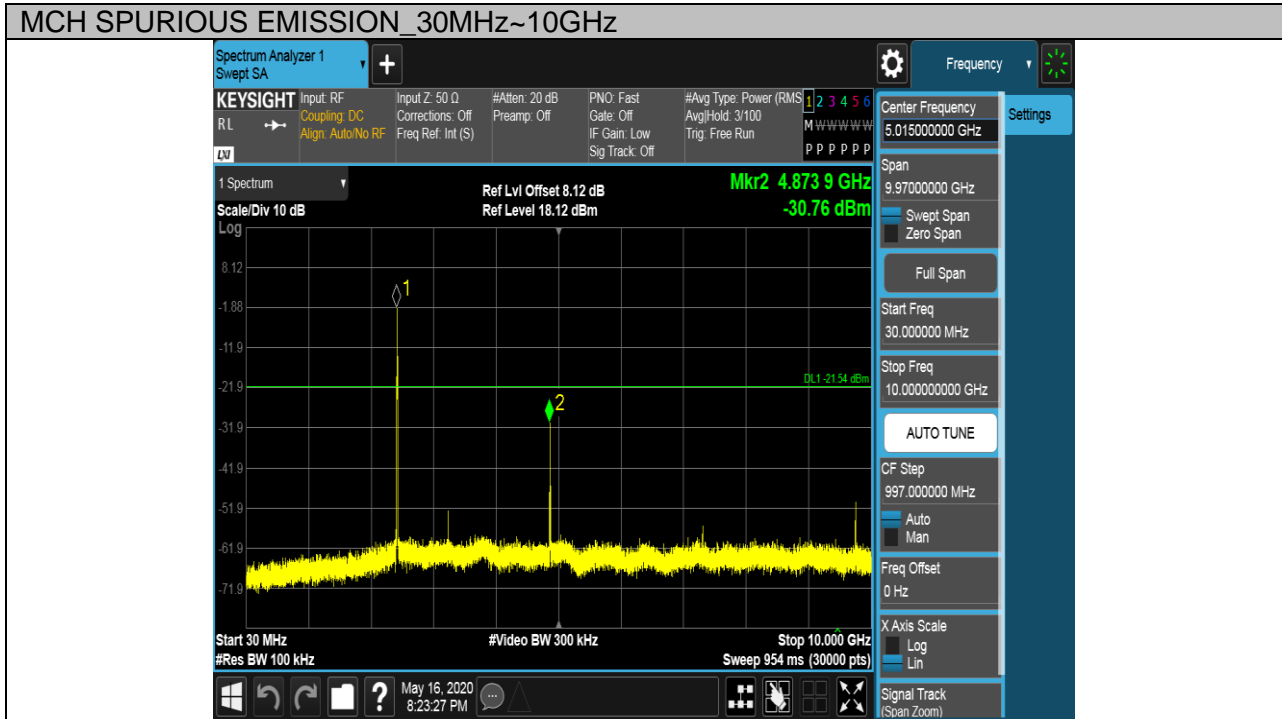 MCH SPURIOUS EMISSION_30MHz~10GHz
Spectrum Analyzer 1
Swept SA
Frequency
KEYSIGHT
RL
LXI
Input: RF
Coupling: DC
Align: Auto/No RF
Input Z: 50 Ω
Corrections: Off
Freq Ref: Int (S)
#Atten: 20 dB
Preamp: Off
PNO: Fast
Gate: Off
IF Gain: Low
Sig Track: Off
#Avg Type: Power (RMS
Avg|Hold: 3/100
Trig: Free Run
1 2 3 4 5 6
M W W W W W
P P P P P P
1 Spectrum
Scale/Div 10 dB
Ref Lvl Offset 8.12 dB
Ref Level 18.12 dBm
Mkr2 4.873 9 GHz
-30.76 dBm
Log
8.12
-1.88
-11.9
-21.9
-31.9
-41.9
-51.9
-61.9
-71.9
1
2
DL1 -21.54 dBm
Start 30 MHz
#Res BW 100 kHz
#Video BW 300 kHz
Stop 10.000 GHz
Sweep 954 ms (30000 pts)
Center Frequency
5.015000000 GHz
Settings
Span
9.97000000 GHz
Swept Span
Zero Span
Full Span
Start Freq
30.000000 MHz
Stop Freq
10.000000000 GHz
AUTO TUNE
CF Step
997.000000 MHz
Auto
Man
Freq Offset
0 Hz
X Axis Scale
Log
Lin
Signal Track
(Span Zoom)
?
May 16, 2020
8:23:27 PM